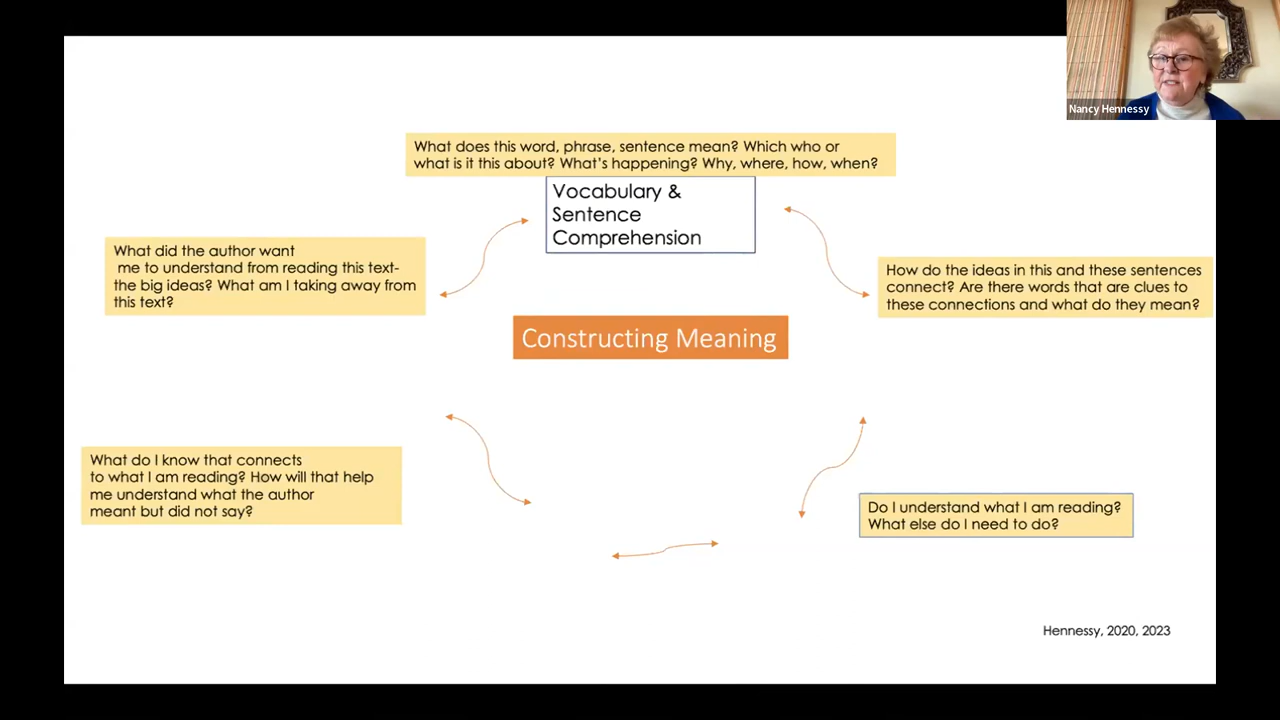 Nancy Hennessy
What does this word, phrase, sentence mean? Which who or
what is it this about? What's happening? Why, where, how, when?
Vocabulary &
Sentence
Comprehension
What did the author want
me to understand from reading this text-
the big ideas? What am I taking away from
this text?
How do the ideas in this and these sentences
connect? Are there words that are clues to
these connections and what do they mean?
Constructing Meaning
What do I know that connects
to what I am reading? How will that help
me understand what the author
meant but did not say?
Do I understand what I am reading?
What else do I need to do?
Hennessy, 2020, 2023